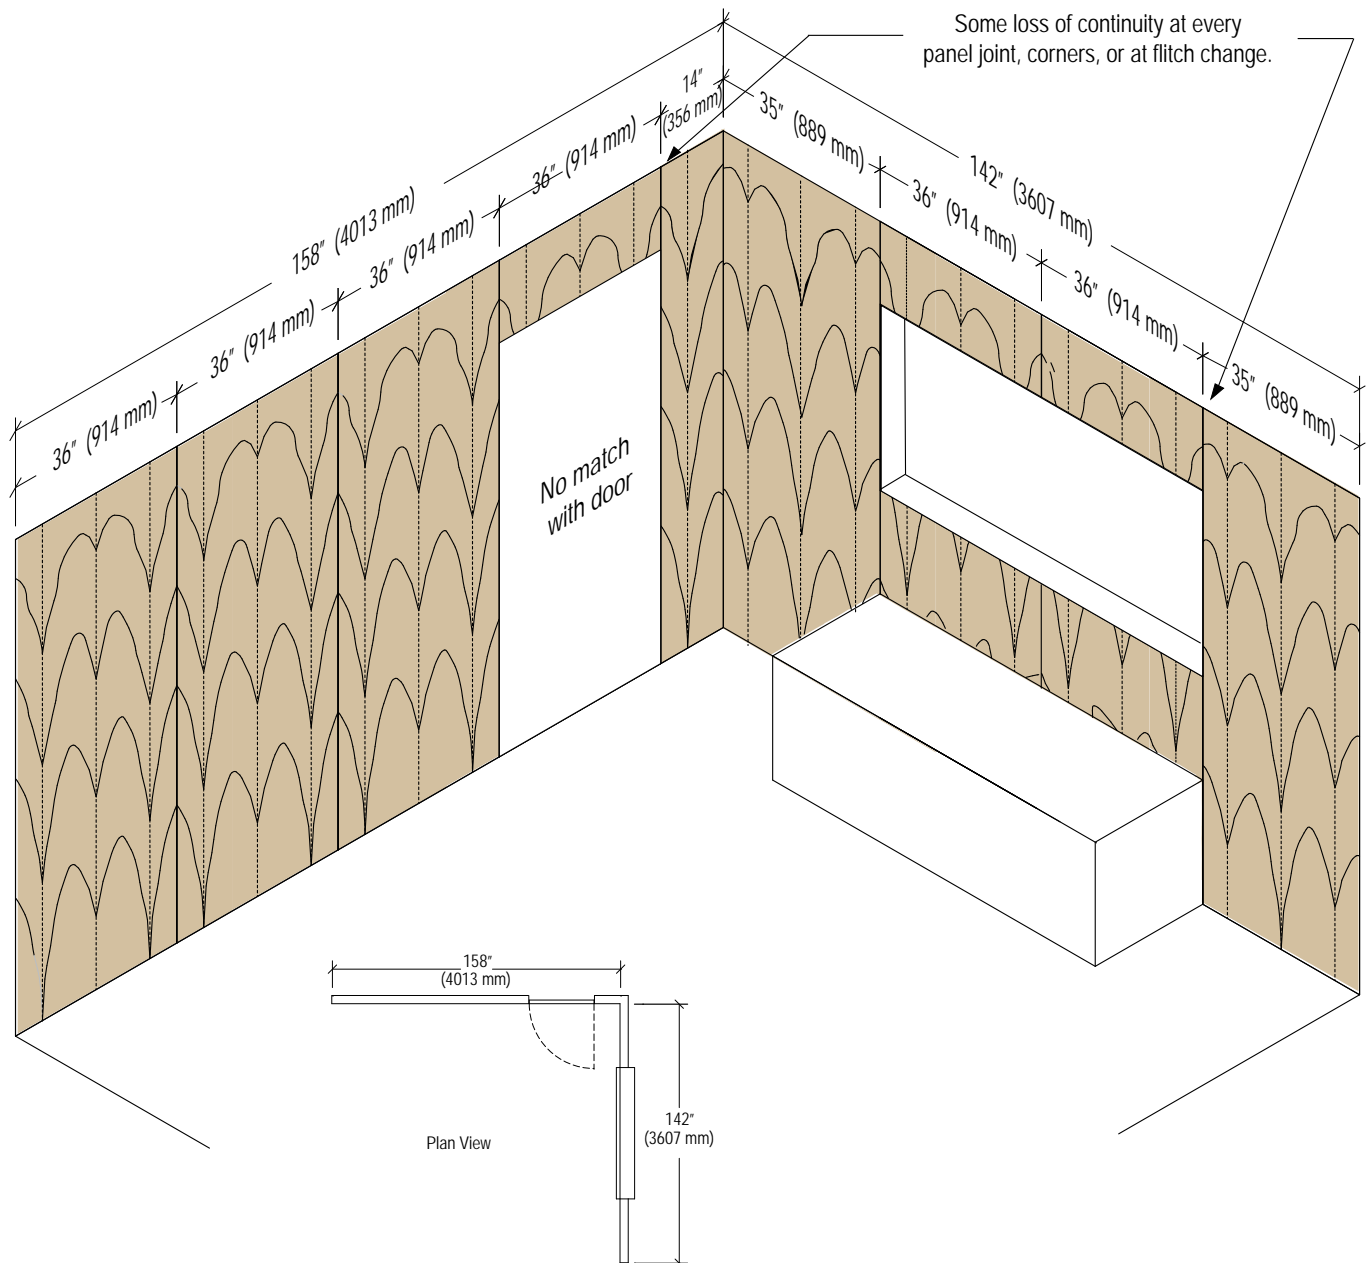 Some loss of continuity at every
panel joint, corners, or at flitch change.
158" (4013 mm)
142" (3607 mm)
36" (914 mm)
36" (914 mm)
36" (914 mm)
36" (914 mm)
14"
(356 mm)
35" (889 mm)
36" (914 mm)
36" (914 mm)
35" (889 mm)
No match
with door
158"
(4013 mm)
142"
(3607 mm)
Plan View